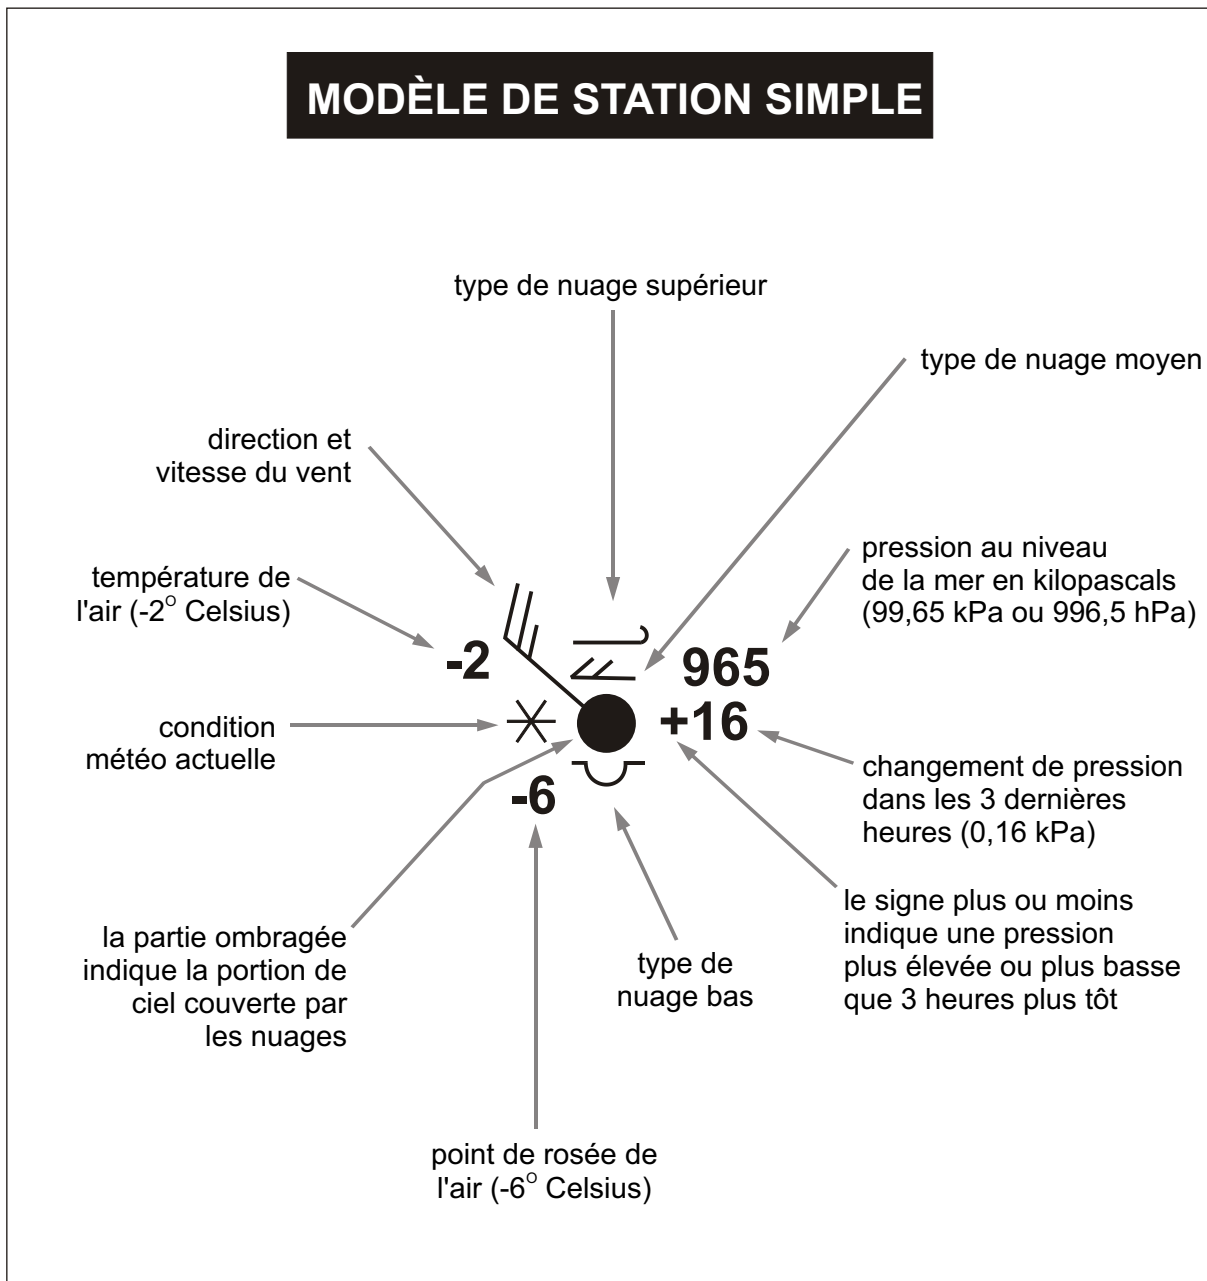 MODÈLE DE STATION SIMPLE
type de nuage supérieur
type de nuage moyen
direction et
vitesse du vent
pression au niveau
de la mer en kilopascals
(99,65 kPa ou 996,5 hPa)
température de
l'air (-2° Celsius)
-2
965
+16
condition
météo actuelle
-6
changement de pression
dans les 3 dernières
heures (0,16 kPa)
le signe plus ou moins
indique une pression
plus élevée ou plus basse
que 3 heures plus tôt
la partie ombragée
indique la portion de
ciel couverte par
les nuages
type de
nuage bas
point de rosée de
l'air (-6° Celsius)